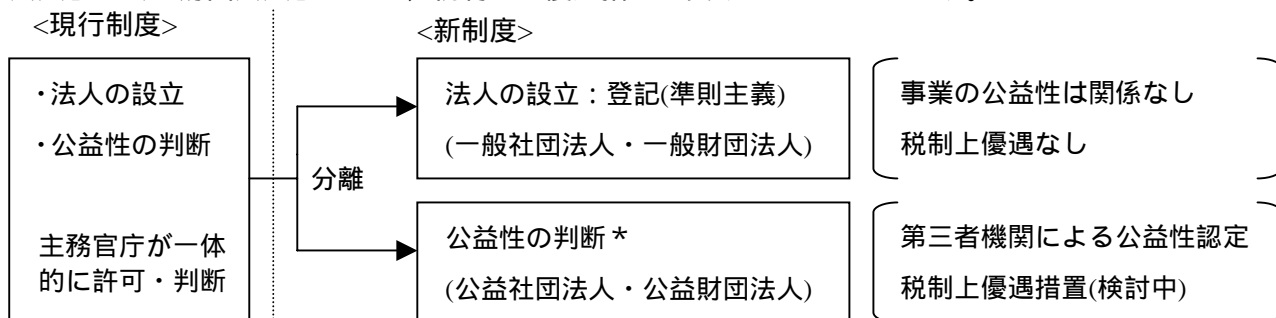 <現行制度>
<新制度>
・法人の設立
・公益性の判断
主務官庁が一体
的に許可・判断
分離
法人の設立：登記(準則主義)
(一般社団法人・一般財団法人)
事業の公益性は関係なし
税制上優遇なし
公益性の判断＊
(公益社団法人・公益財団法人)
第三者機関による公益性認定
税制上優遇措置(検討中)